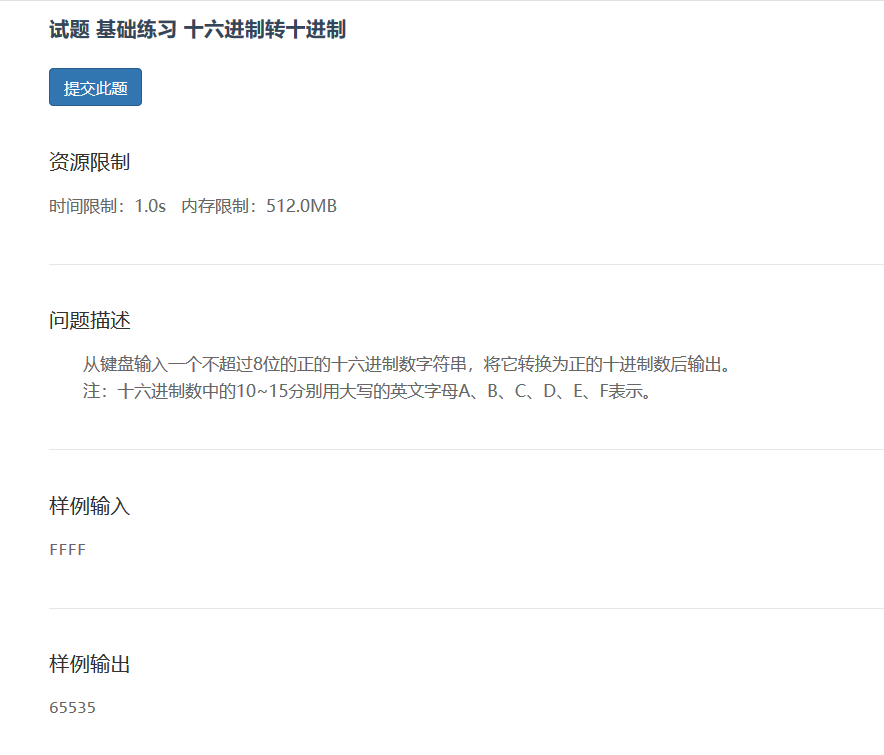 试题 基础练习 十六进制转十进制
提交此题
资源限制
时间限制：1.0s 内存限制：512.0MB
问题描述
从键盘输入一个不超过8位的正的十六进制数字符串，将它转换为正的十进制数后输出。
注：十六进制数中的10~15分别用大写的英文字母A、B、C、D、E、F表示。
样例输入
FFFF
样例输出
65535